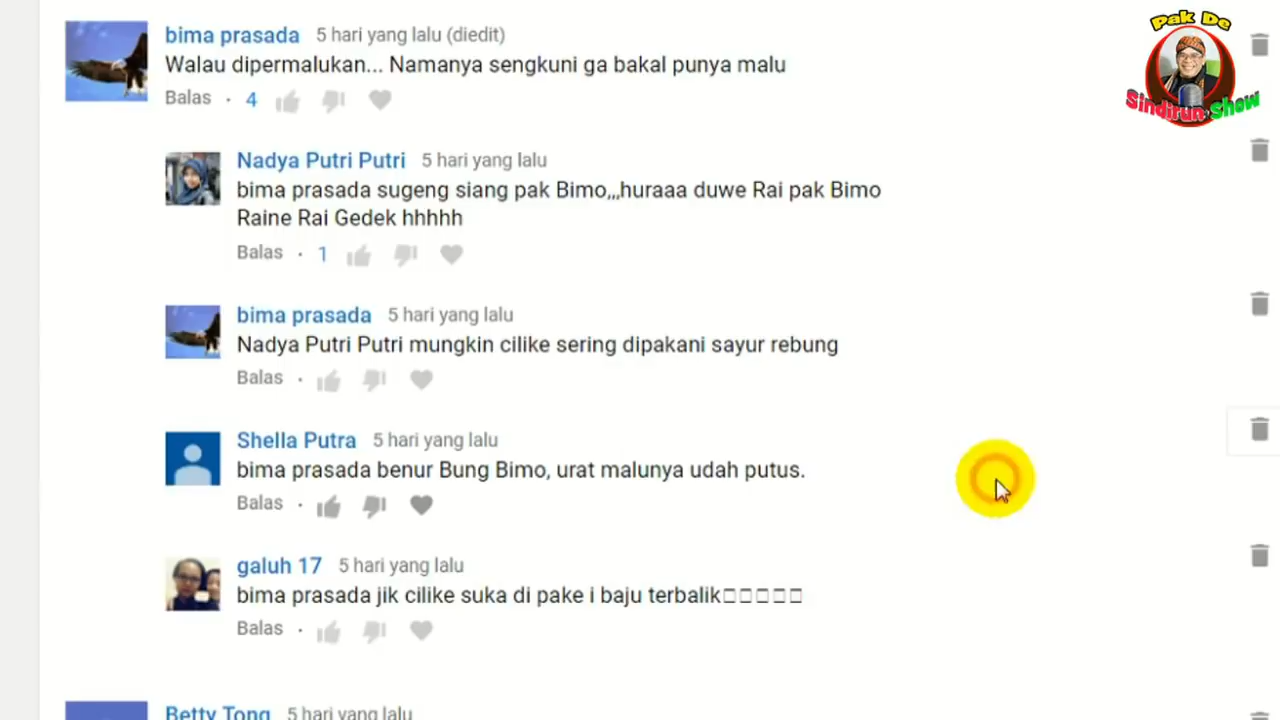 Pak De
Sindirun Show
bima prasada 5 hari yang lalu (diedit)
Walau dipermalukan... Namanya sengkuni ga bakal punya malu
Balas · 4
Nadya Putri Putri 5 hari yang lalu
bima prasada sugeng siang pak Bimo,,,huraaa duwe Rai pak Bimo
Raine Rai Gedek hhhhh
Balas · 1
bima prasada 5 hari yang lalu
Nadya Putri Putri mungkin cilike sering dipakani sayur rebung
Balas ·
Shella Putra 5 hari yang lalu
bima prasada benur Bung Bimo, urat malunya udah putus.
Balas ·
galuh 17 5 hari yang lalu
bima prasada jik cilike suka di pake i baju terbalik□□□□□
Balas ·
Betty Tong 5 hari yang lalu